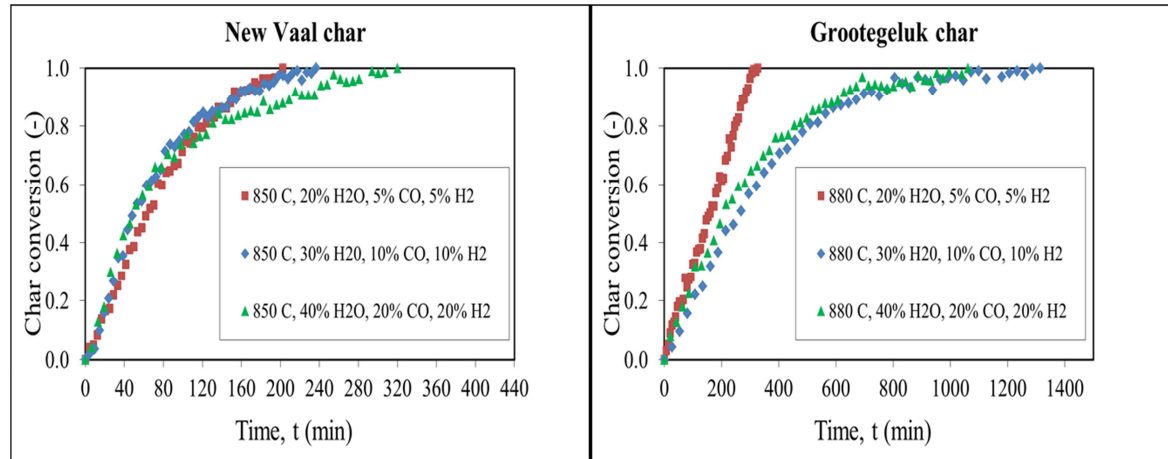 New Vaal char
Char conversion (-)
1.0
0.8
0.6
0.4
0.2
0.0
850 C, 20% H2O, 5% CO, 5% H2
850 C, 30% H20, 10% CO, 10% H2
850 C, 40% H2O, 20% CO, 20% H2
0 40 80 120 160 200 240 280 320 360 400 440
Time, t (min)
Grootegeluk char
Char conversion (-)
1.0
0.8
0.6
0.4
0.2
0.0
880 C, 20% H2O, 5% CO, 5% H2
880 C, 30% H20, 10% CO, 10% H2
880 C, 40% H2O, 20% CO, 20% H2
0 200 400 600 800 1000 1200 1400
Time, t (min)